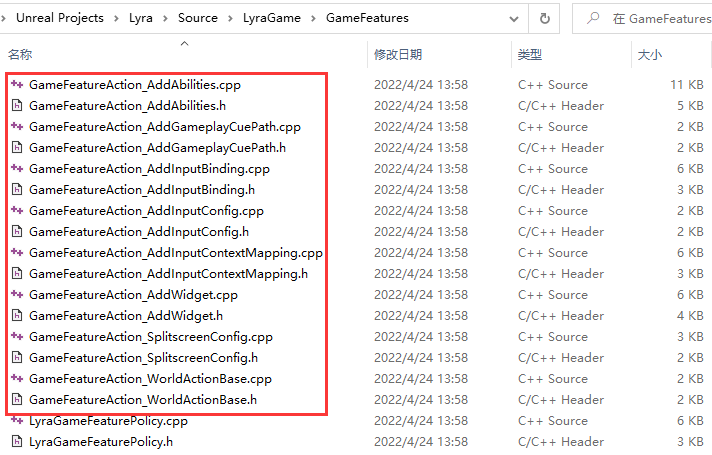 Unreal Projects > Lyra > Source > LyraGame > GameFeatures 在 GameFeatures
名称 修改日期 类型 大小
GameFeatureAction_AddAbilities.cpp 2022/4/24 13:58 C++ Source 11 KB
GameFeatureAction_AddAbilities.h 2022/4/24 13:58 C/C++ Header 5 KB
GameFeatureAction_AddGameplayCuePath.cpp 2022/4/24 13:58 C++ Source 2 KB
GameFeatureAction_AddGameplayCuePath.h 2022/4/24 13:58 C/C++ Header 2 KB
GameFeatureAction_AddInputBinding.cpp 2022/4/24 13:58 C++ Source 6 KB
GameFeatureAction_AddInputBinding.h 2022/4/24 13:58 C/C++ Header 3 KB
GameFeatureAction_AddInputConfig.cpp 2022/4/24 13:58 C++ Source 2 KB
GameFeatureAction_AddInputConfig.h 2022/4/24 13:58 C/C++ Header 2 KB
GameFeatureAction_AddInputContextMapping.cpp 2022/4/24 13:58 C++ Source 6 KB
GameFeatureAction_AddInputContextMapping.h 2022/4/24 13:58 C/C++ Header 3 KB
GameFeatureAction_AddWidget.cpp 2022/4/24 13:58 C++ Source 6 KB
GameFeatureAction_AddWidget.h 2022/4/24 13:58 C/C++ Header 4 KB
GameFeatureAction_SplitscreenConfig.cpp 2022/4/24 13:58 C++ Source 3 KB
GameFeatureAction_SplitscreenConfig.h 2022/4/24 13:58 C/C++ Header 2 KB
GameFeatureAction_WorldActionBase.cpp 2022/4/24 13:58 C++ Source 2 KB
GameFeatureAction_WorldActionBase.h 2022/4/24 13:58 C/C++ Header 2 KB
LyraGameFeaturePolicy.cpp 2022/4/24 13:58 C++ Source 6 KB
LyraGameFeaturePolicy.h 2022/4/24 13:58 C/C++ Header 2 KB